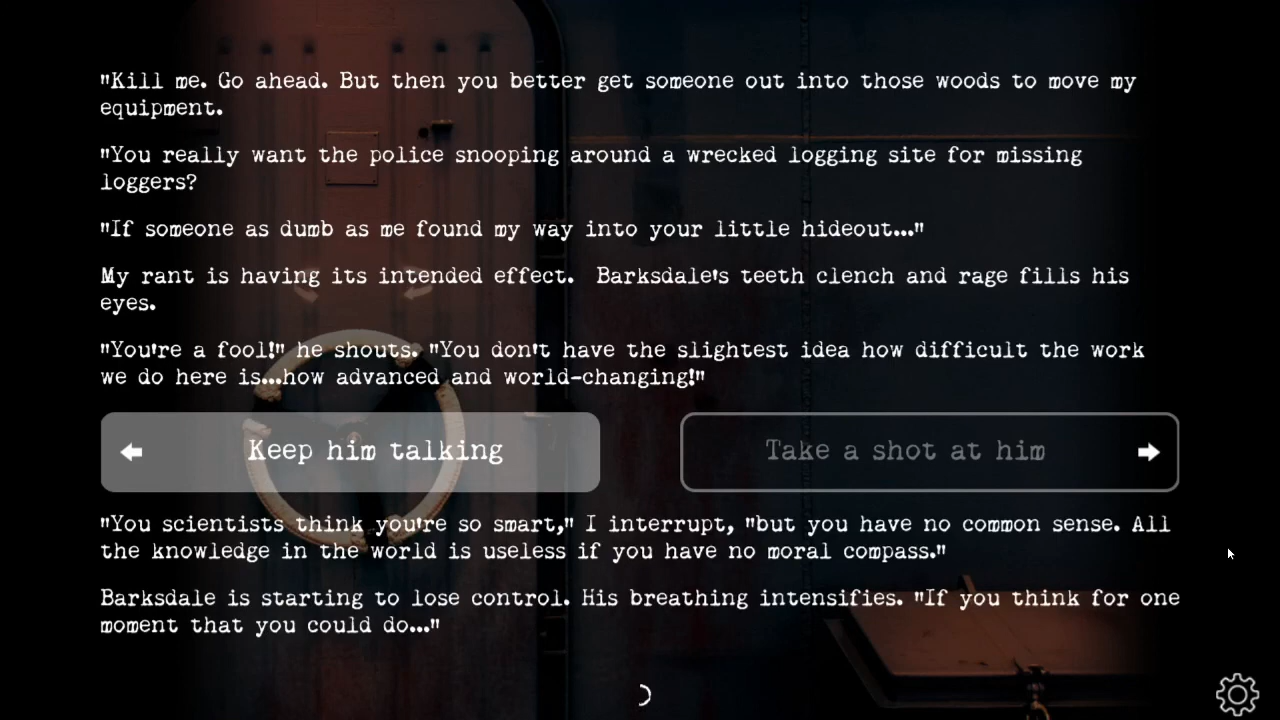 "Kill me. Go ahead. But then you better get someone out into those woods to move my
equipment.
"You really want the police snooping around a wrecked logging site for missing
loggers?
"If someone as dumb as me found my way into your little hideout..."
My rant is having its intended effect.  Barksdale's teeth clench and rage fills his
eyes.
"You're a fool!" he shouts. "You don't have the slightest idea how difficult the work
we do here is...how advanced and world-changing!"
Keep him talking
Take a shot at him
"You scientists think you're so smart," I interrupt, "but you have no common sense. All
the knowledge in the world is useless if you have no moral compass."
Barksdale is starting to lose control. His breathing intensifies. "If you think for one
moment that you could do..."